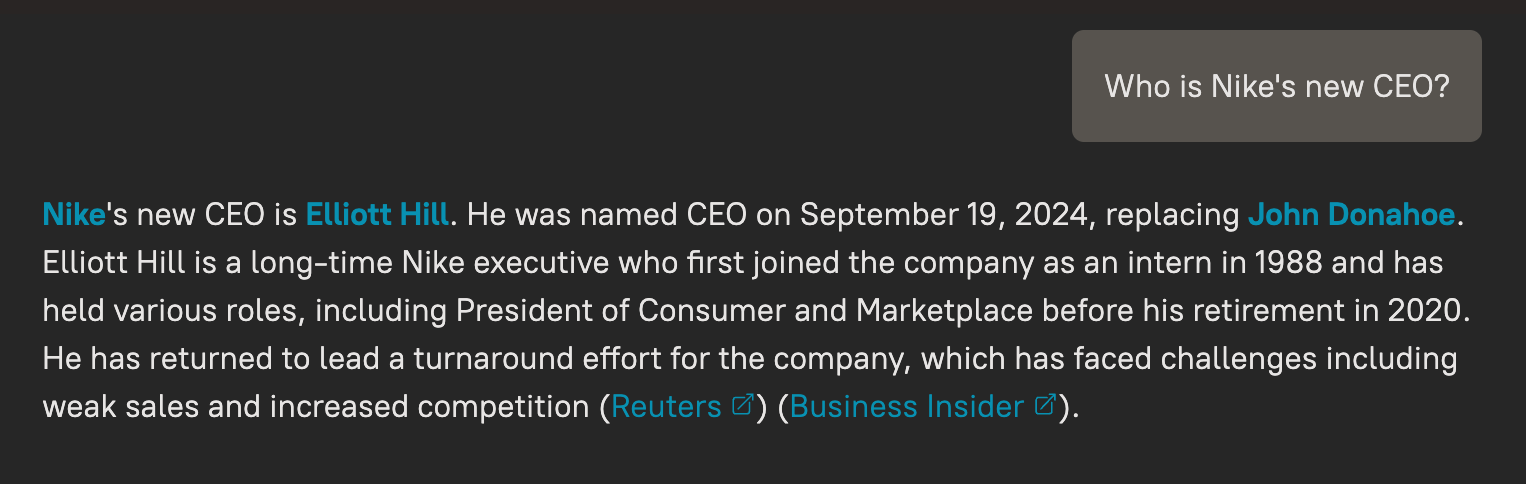 Who is Nike's new CEO?
Nike's new CEO is Elliott Hill. He was named CEO on September 19, 2024, replacing John Donahoe.
Elliott Hill is a long-time Nike executive who first joined the company as an intern in 1988 and has
held various roles, including President of Consumer and Marketplace before his retirement in 2020.
He has returned to lead a turnaround effort for the company, which has faced challenges including
weak sales and increased competition (Reuters) (Business Insider).